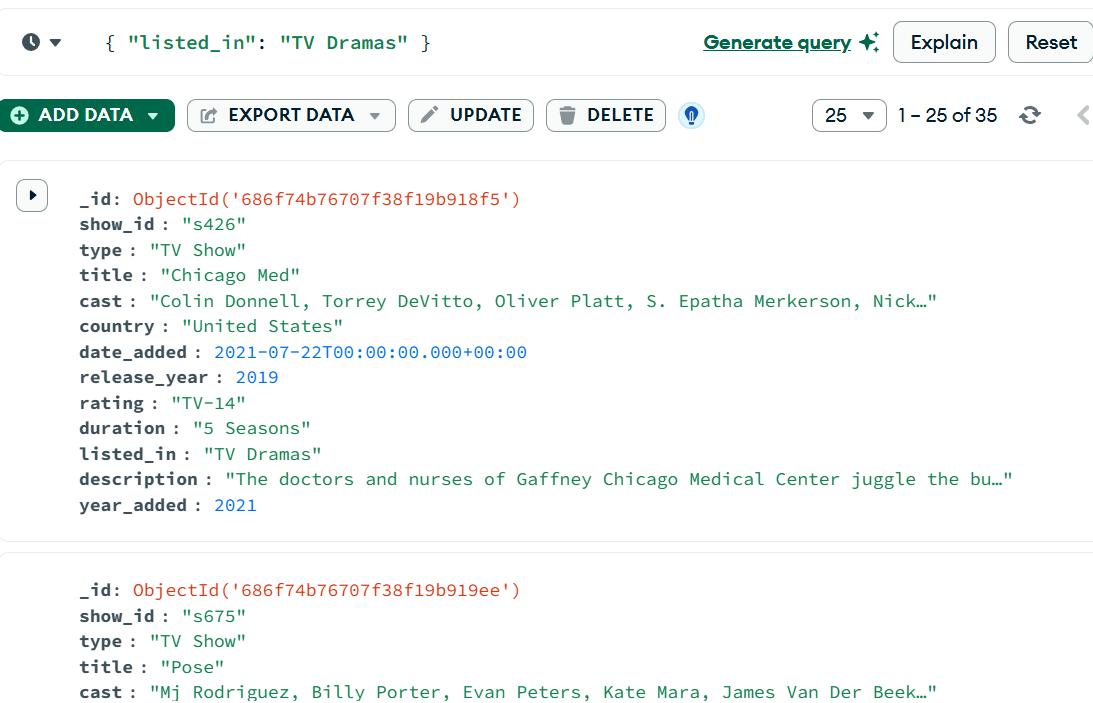 { "listed_in": "TV Dramas" }
Generate query
Explain
Reset
ADD DATA
EXPORT DATA
UPDATE
DELETE
25
1 – 25 of 35
_id: ObjectId('686f74b76707f38f19b918f5')
show_id : "s426"
type : "TV Show"
title : "Chicago Med"
cast : "Colin Donnell, Torrey DeVitto, Oliver Platt, S. Epatha Merkerson, Nick…"
country : "United States"
date_added : 2021-07-22T00:00:00.000+00:00
release_year : 2019
rating : "TV-14"
duration : "5 Seasons"
listed_in : "TV Dramas"
description : "The doctors and nurses of Gaffney Chicago Medical Center juggle the bu…"
year_added : 2021
_id: ObjectId('686f74b76707f38f19b919ee')
show_id : "s675"
type : "TV Show"
title : "Pose"
cast : "Mj Rodriguez, Billy Porter, Evan Peters, Kate Mara, James Van Der Beek…"